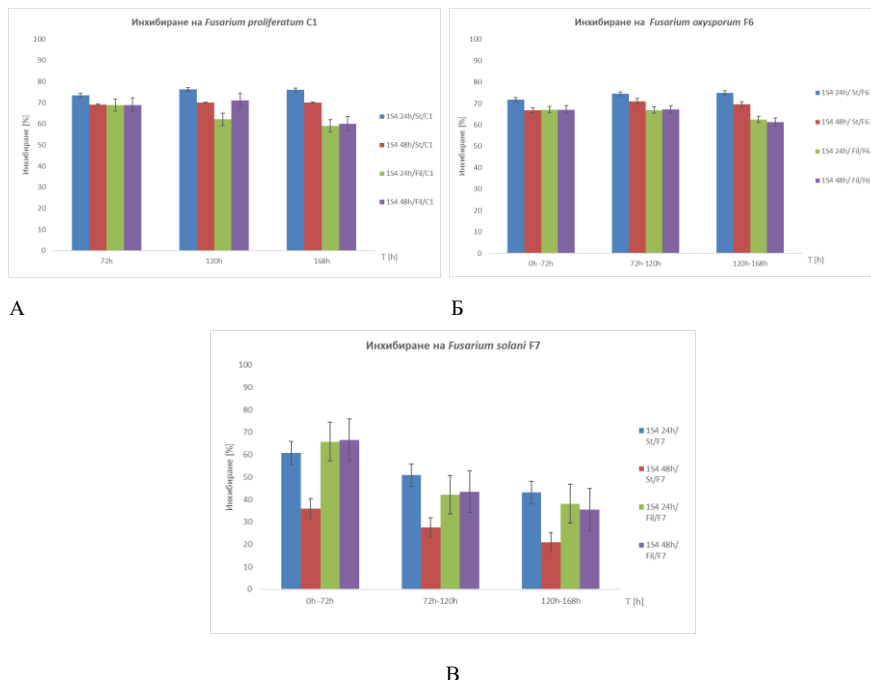 Инхибиране на Fusarium proliferatum C1
Инхибиране [%]
100
90
80
70
60
50
40
30
20
10
0
72h
120h
168h
T [h]
1S4 24h/St/C1
1S4 48h/St/C1
1S4 24h/Fil/C1
1S4 48h/Fil/C1
А
Инхибиране на Fusarium oxysporum F6
Инхибиране [%]
100
90
80
70
60
50
40
30
20
10
0
0h -72h
72h-120h
120h-168h
T [h]
1S4 24h/ St/F6
1S4 48h/ St/F6
1S4 24h/ Fil/F6
1S4 48h/ Fil/F6
Б
Инхибиране на Fusarium solani F7
Инхибиране [%]
100
90
80
70
60
50
40
30
20
10
0
0h -72h
72h-120h
120h-168h
T [h]
1S4 24h/
St/F7
1S4 48h/
St/F7
1S4 24h/
Fil/F7
1S4 48h/
Fil/F7
В